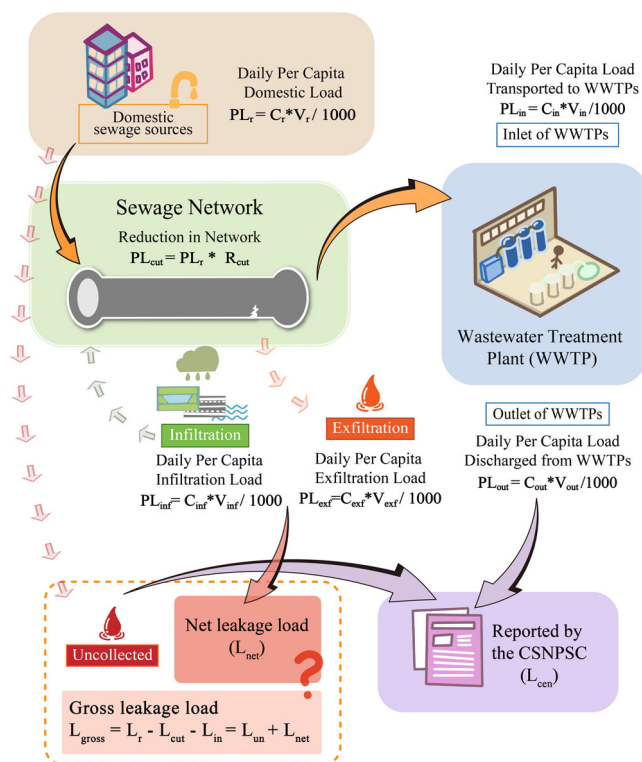 Domestic
sewage sources
Daily Per Capita
Domestic Load
PLr = Cr*Vr / 1000
Daily Per Capita Load
Transported to WWTPs
PLin = Cin*Vin /1000
Inlet of WWTPs
Sewage Network
Reduction in Network
PLcut = PLr * Rcut
Wastewater Treatment
Plant (WWTP)
Infiltration
Daily Per Capita
Infiltration Load
PLinf= Cinf*Vinf / 1000
Exfiltration
Daily Per Capita
Exfiltration Load
PLexf=Cexf*Vexf / 1000
Outlet of WWTPs
Daily Per Capita Load
Discharged from WWTPs
PLout = Cout*Vout /1000
Uncollected
Net leakage load
(Lnet)
?
Gross leakage load
Lgross = Lr - Lcut - Lin = Lun + Lnet
Reported by
the CSNPSC
(Lcen)